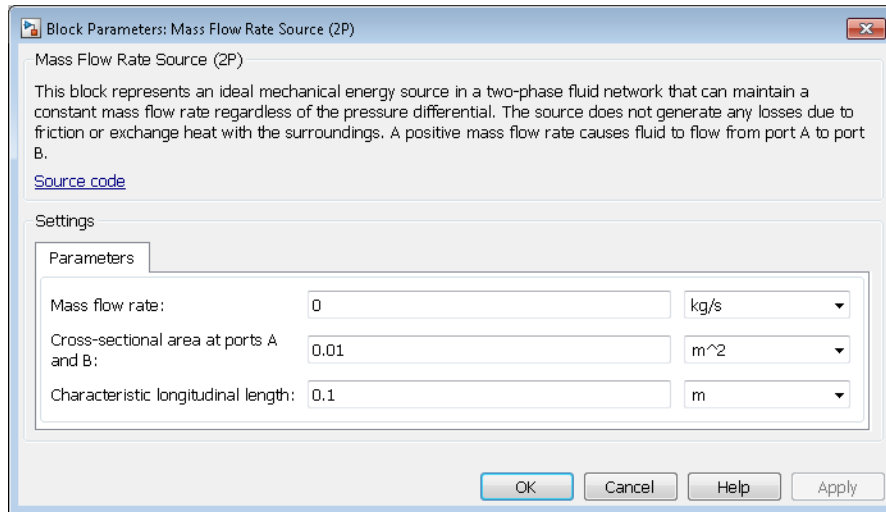 Block Parameters: Mass Flow Rate Source (2P)
Mass Flow Rate Source (2P)
This block represents an ideal mechanical energy source in a two-phase fluid network that can maintain a
constant mass flow rate regardless of the pressure differential. The source does not generate any losses due to
friction or exchange heat with the surroundings. A positive mass flow rate causes fluid to flow from port A to port
B.
Source code
Settings
Parameters
Mass flow rate: 0 kg/s
Cross-sectional area at ports A
and B: 0.01 m^2
Characteristic longitudinal length: 0.1 m
OK Cancel Help Apply